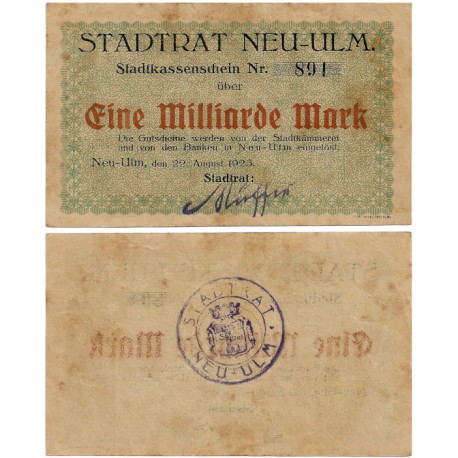 STADTRAT NEU-ULM.
Stadtkassenschein Nr. 891
über
Eine Milliarde Mark
Die Gutscheine werden von der Stadtkämmerei
und von den Banken in Neu-Ulm eingelöst.
Neu-Ulm, den 22. August 1923.
Stadtrat:
STADTRAT
NEU-ULM